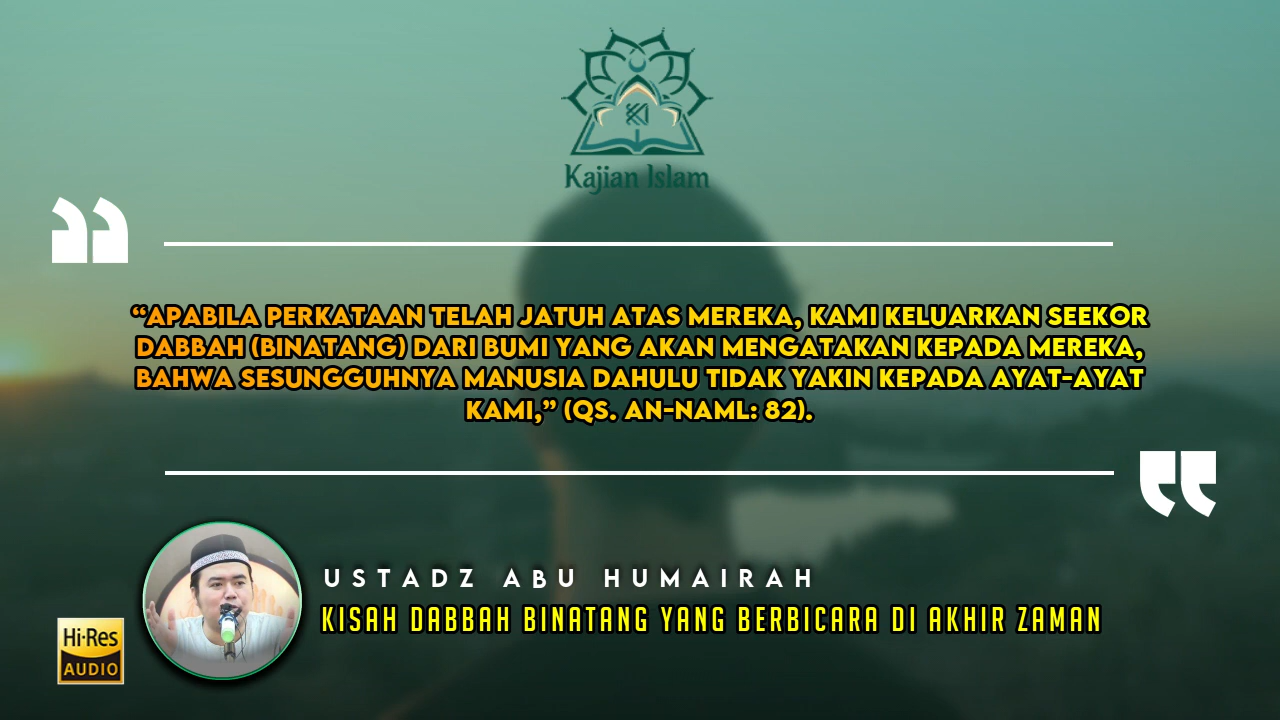 Kajian Islam
“APABILA PERKATAAN TELAH JATUH ATAS MEREKA, KAMI KELUARKAN SEEKOR
DABBAH (BINATANG) DARI BUMI YANG AKAN MENGATAKAN KEPADA MEREKA,
BAHWA SESUNGGUHNYA MANUSIA DAHULU TIDAK YAKIN KEPADA AYAT-AYAT
KAMI,” (QS. AN-NAML: 82).
USTADZ ABU HUMAIRAH
KISAH DABBAH BINATANG YANG BERBICARA DI AKHIR ZAMAN
Hi-Res
AUDIO